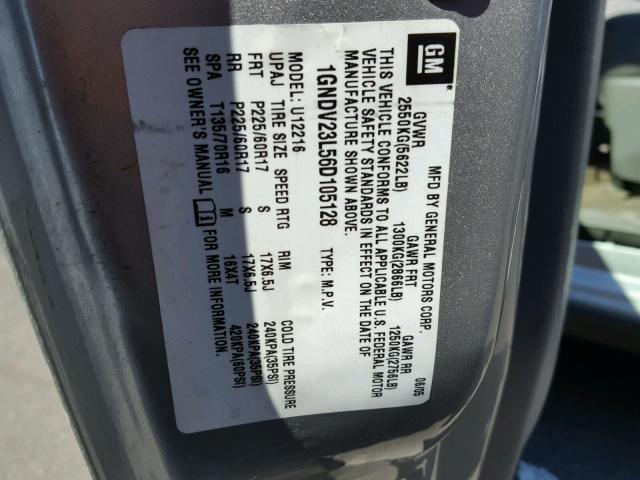 GM
MFD BY GENERAL MOTORS CORP. 06/05
GVWR GAWR FRT GAWR RR
2550KG(5622LB) 1300KG(2866LB) 1250KG(2756LB)
THIS VEHICLE CONFORMS TO ALL APPLICABLE U.S. FEDERAL MOTOR
VEHICLE SAFETY STANDARDS IN EFFECT ON THE DATE OF
MANUFACTURE SHOWN ABOVE.
1GNDV23L56D105128 TYPE: M.P.V.
MODEL: U12216
UPAJ TIRE SIZE SPEED RTG RIM COLD TIRE PRESSURE
FRT P225/60R17 S 17X6.5J 240KPA(35PSI)
RR P225/60R17 S 17X6.5J 240KPA(35PSI)
SPA T135/70R16 M 16X4T 420KPA(60PSI)
SEE OWNER'S MANUAL i FOR MORE INFORMATION.